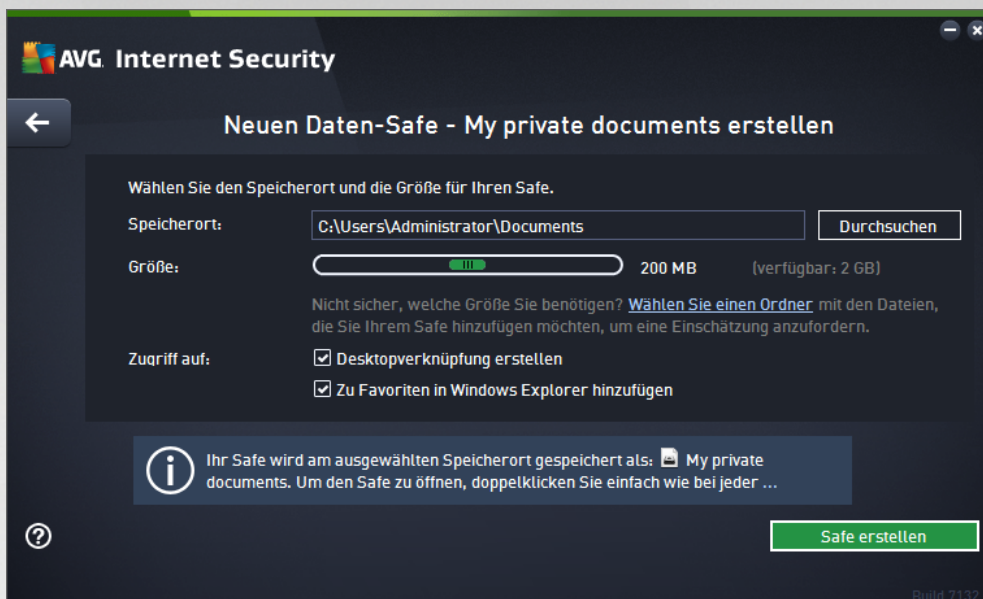 AVG. Internet Security
Neuen Daten-Safe - My private documents erstellen
Wählen Sie den Speicherort und die Größe für Ihren Safe.
Speicherort:
C:\Users\Administrator\Documents
Durchsuchen
Größe:
200 MB
(verfügbar: 2 GB)
Nicht sicher, welche Größe Sie benötigen? Wählen Sie einen Ordner mit den Dateien,
die Sie Ihrem Safe hinzufügen möchten, um eine Einschätzung anzufordern.
Zugriff auf:
Desktopverknüpfung erstellen
Zu Favoriten in Windows Explorer hinzufügen
Ihr Safe wird am ausgewählten Speicherort gespeichert als: My private
documents. Um den Safe zu öffnen, doppelklicken Sie einfach wie bei jeder ...
Safe erstellen
Build 7132